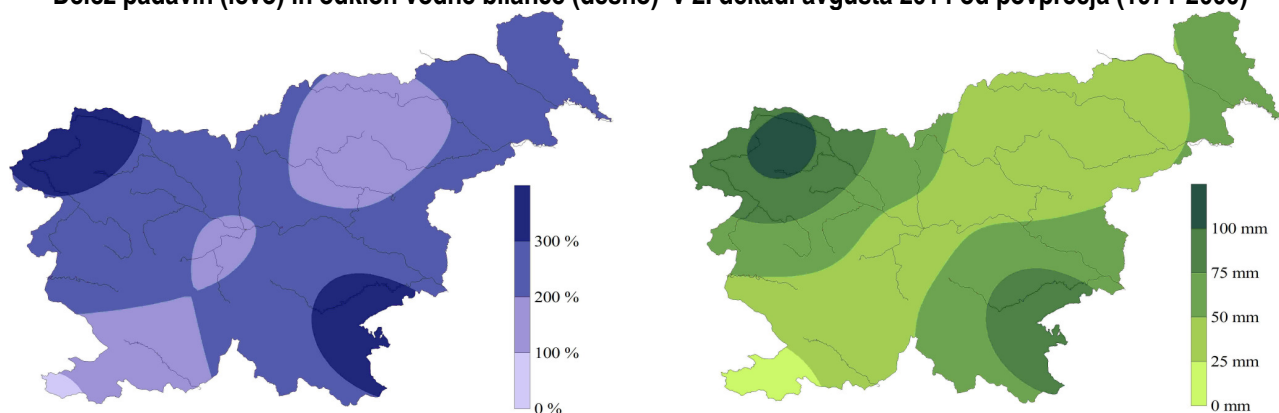 Delež padavin (levo) in odklon vodne bilance (desno) v 2. dekadi avgusta 2014 od povprečja (1971-2000)
300 %
200 %
100 %
0 %
100 mm
75 mm
50 mm
25 mm
0 mm